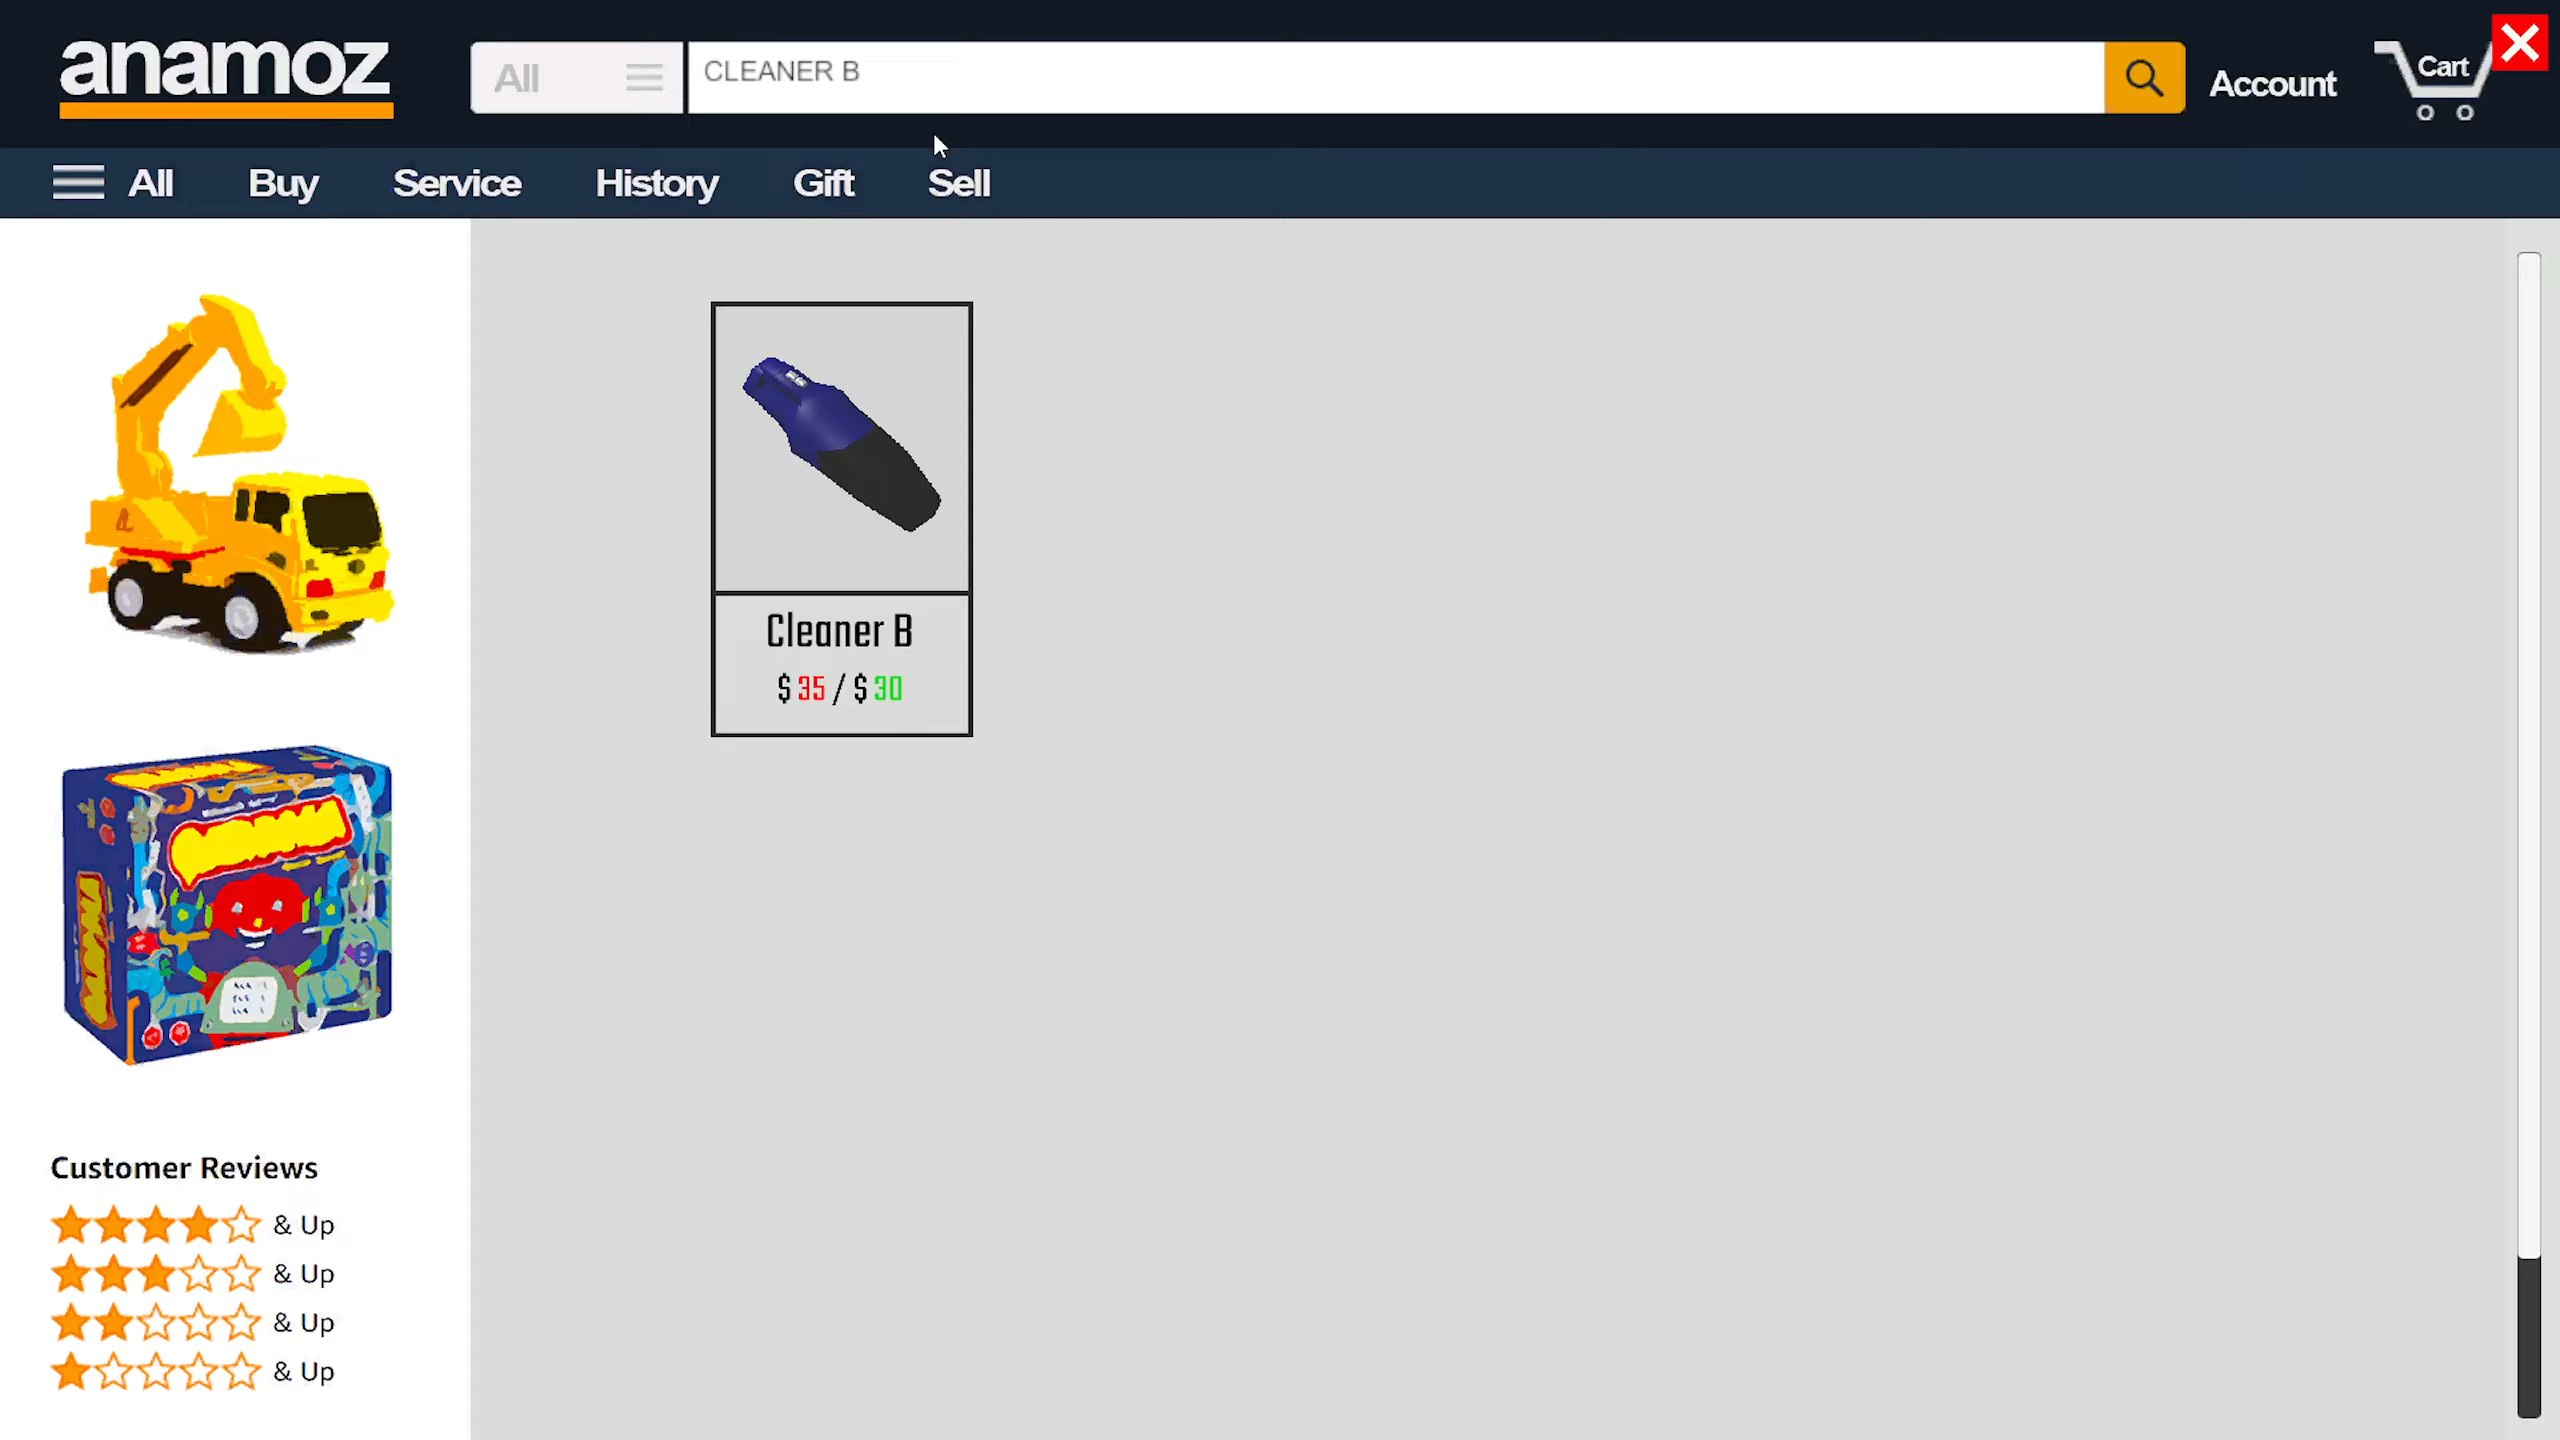 anamoz
All
CLEANER B
Account
Cart
All Buy Service History Gift Sell
Cleaner B
$ 35 / $ 30
Customer Reviews
& Up
& Up
& Up
& Up